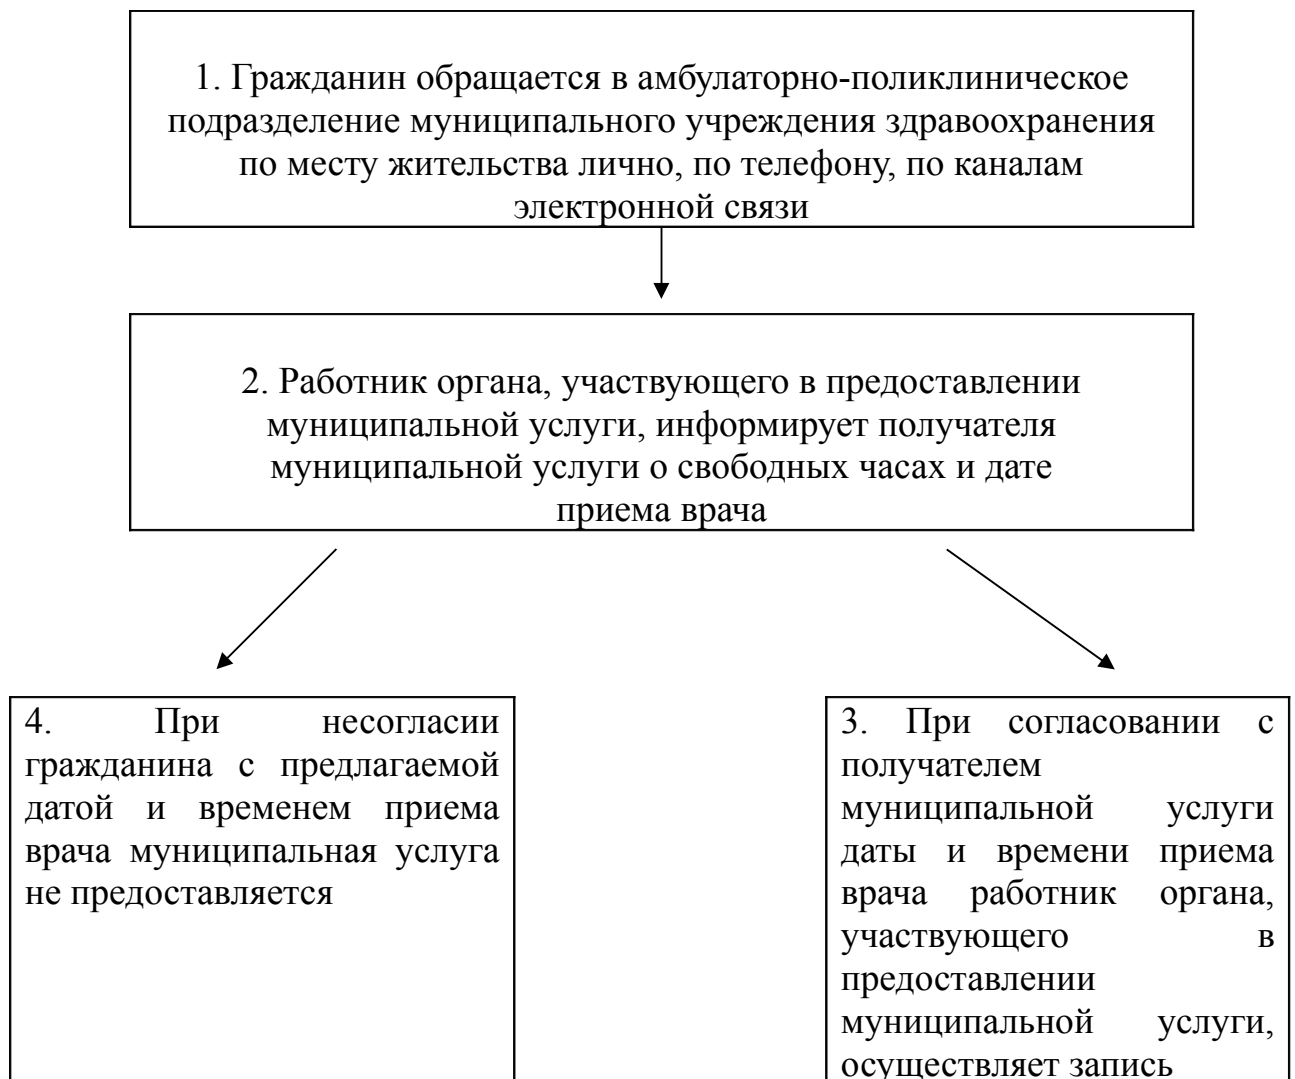 1. Гражданин обращается в амбулаторно-поликлиническое
подразделение муниципального учреждения здравоохранения
по месту жительства лично, по телефону, по каналам
электронной связи
2. Работник органа, участвующего в предоставлении
муниципальной услуги, информирует получателя
муниципальной услуги о свободных часах и дате
приема врача
4. При несогласии
гражданина с предлагаемой
датой и временем приема
врача муниципальная услуга
не предоставляется
3. При согласовании с
получателем
муниципальной услуги
даты и времени приема
врача работник органа,
участвующего в
предоставлении
муниципальной услуги,
осуществляет запись